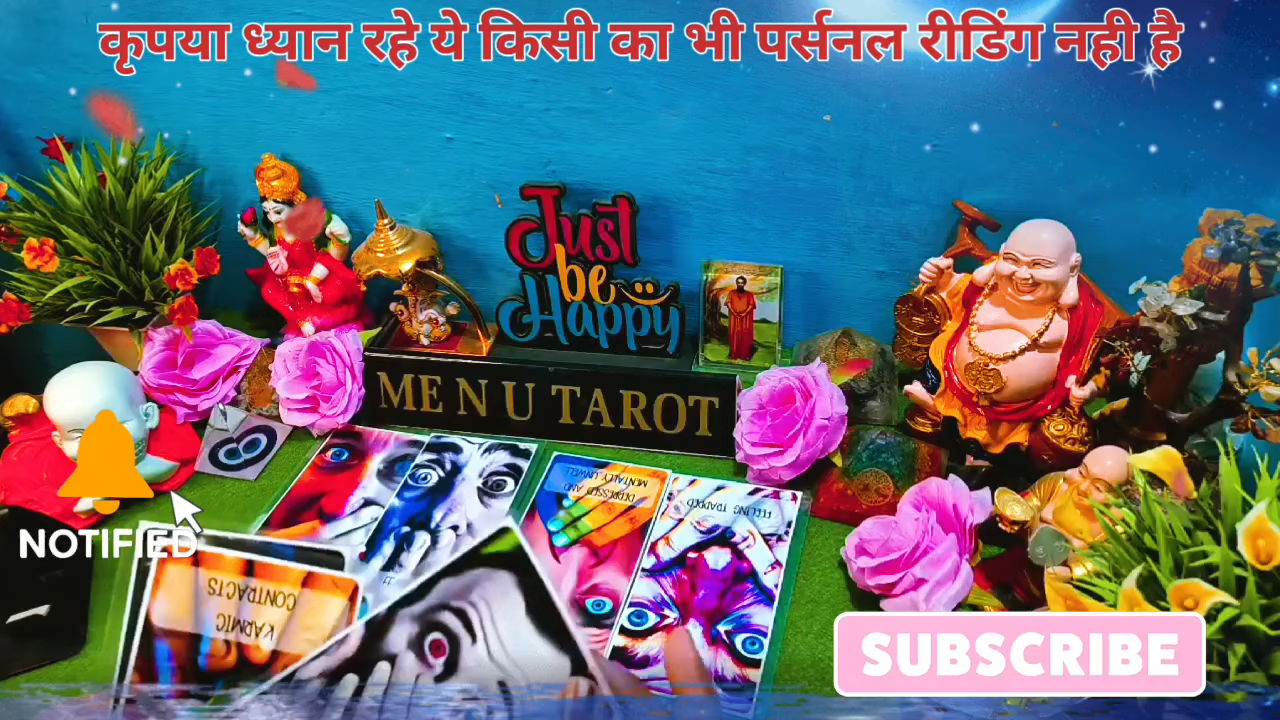 कृपया ध्यान रहे ये किसी का भी पर्सनल रीडिंग नही है
Just
be
Happy
ME N U TAROT
DEPRESSED AND
MENTALLY UNWELL
FEELING TRAPPED
KARMIC
CONTRACTS
NOTIFIED
SUBSCRIBE